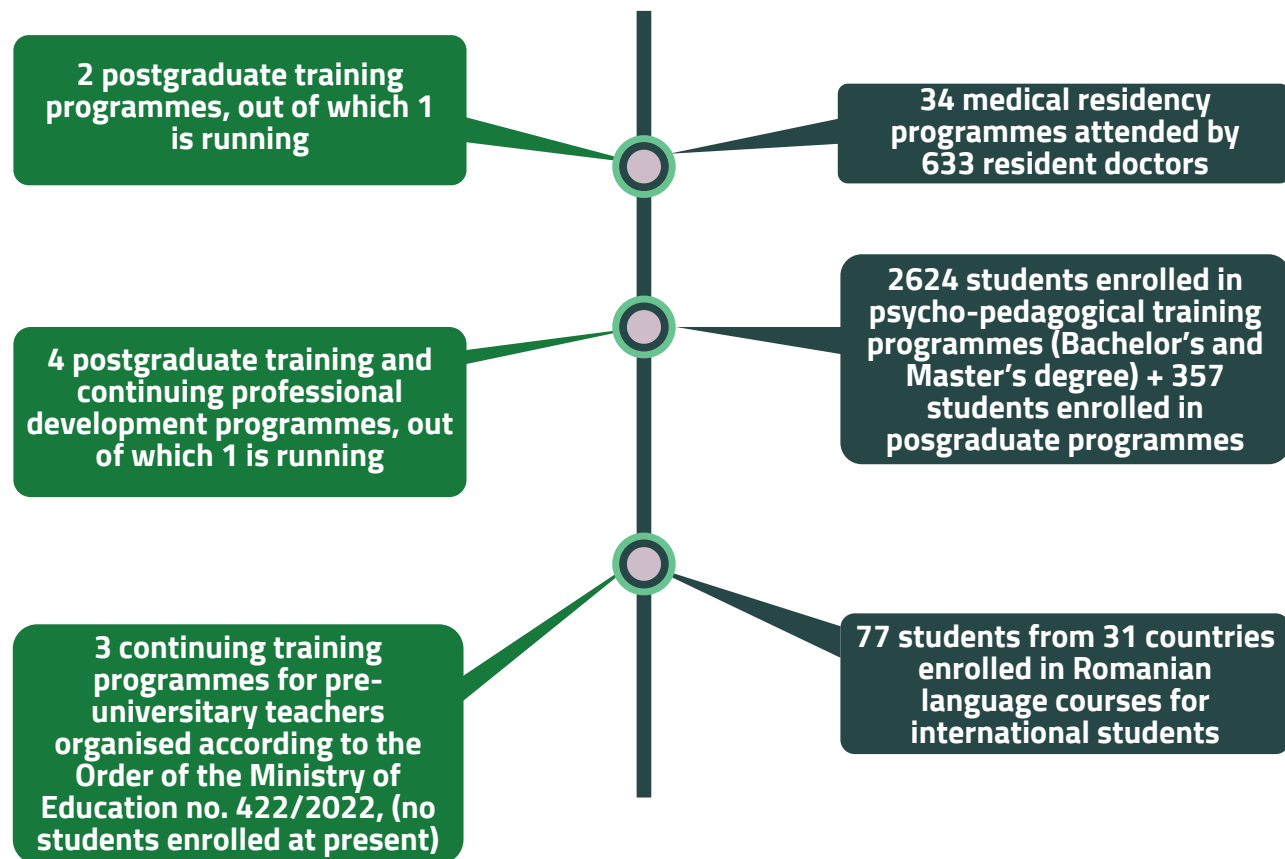 2 postgraduate training
programmes, out of which 1
is running
34 medical residency
programmes attended by
633 resident doctors
4 postgraduate training and
continuing professional
development programmes, out
of which 1 is running
2624 students enrolled in
psycho-pedagogical training
programmes (Bachelor’s and
Master’s degree) + 357
students enrolled in
posgraduate programmes
3 continuing training
programmes for pre-
universitary teachers
organised according to the
Order of the Ministry of
Education no. 422/2022, (no
students enrolled at present)
77 students from 31 countries
enrolled in Romanian
language courses for
international students